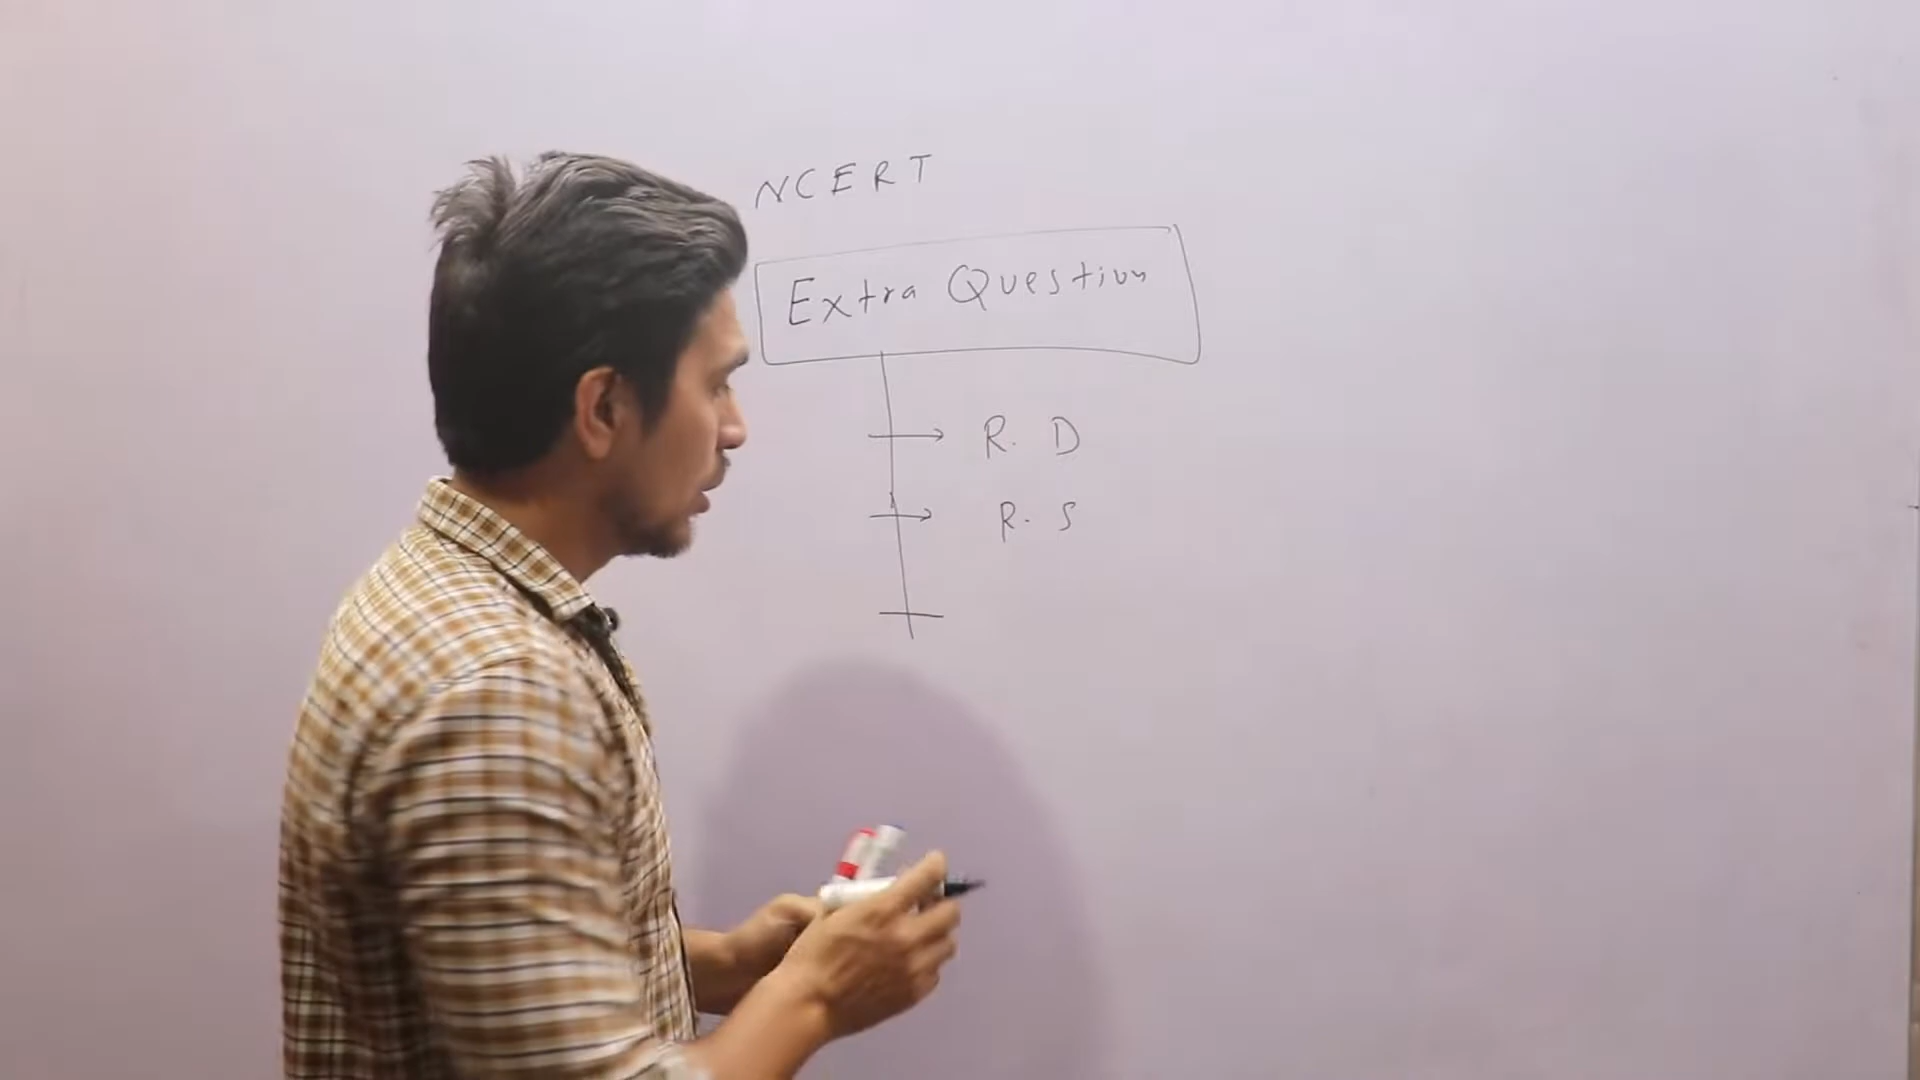 NCERT
Extra Question
R. D
R. S